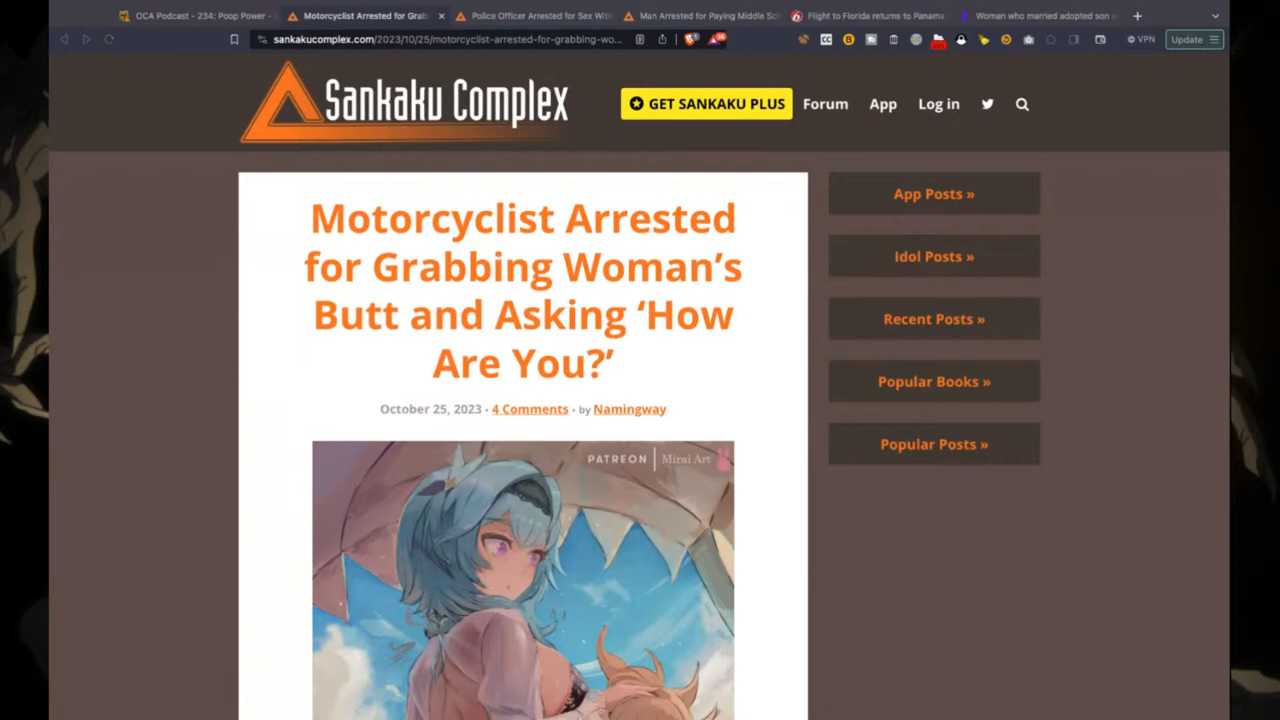 OCA Podcast - 234: Poop Power -
Motorcyclist Arrested for Grab
Police Officer Arrested for Sex With
Man Arrested for Paying Middle Sc
Flight to Florida returns to Panama
Woman who married adopted son
sankakucomplex.com/2023/10/25/motorcyclist-arrested-for-grabbing-wo...
VPN
Update
Sankaku Complex
GET SANKAKU PLUS
Forum
App
Log in
Motorcyclist Arrested
for Grabbing Woman's
Butt and Asking ‘How
Are You?’
October 25, 2023 · 4 Comments · by Namingway
PATREON | Mirai Art
App Posts »
Idol Posts »
Recent Posts »
Popular Books »
Popular Posts »